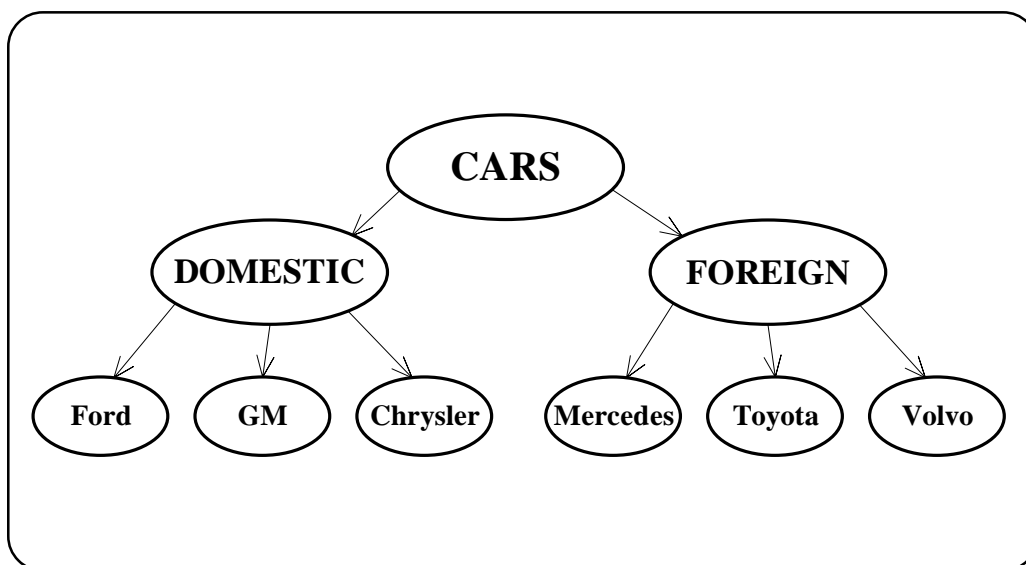 CARS
DOMESTIC
FOREIGN
Ford
GM
Chrysler
Mercedes
Toyota
Volvo